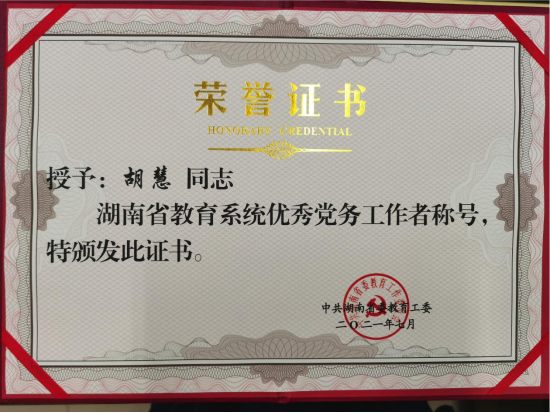 荣誉证书
HONORARY CREDENTIAL
授予：胡慧 同志
湖南省教育系统优秀党务工作者称号，
特颁发此证书。
中共湖南省委教育工委
二〇二一年七月